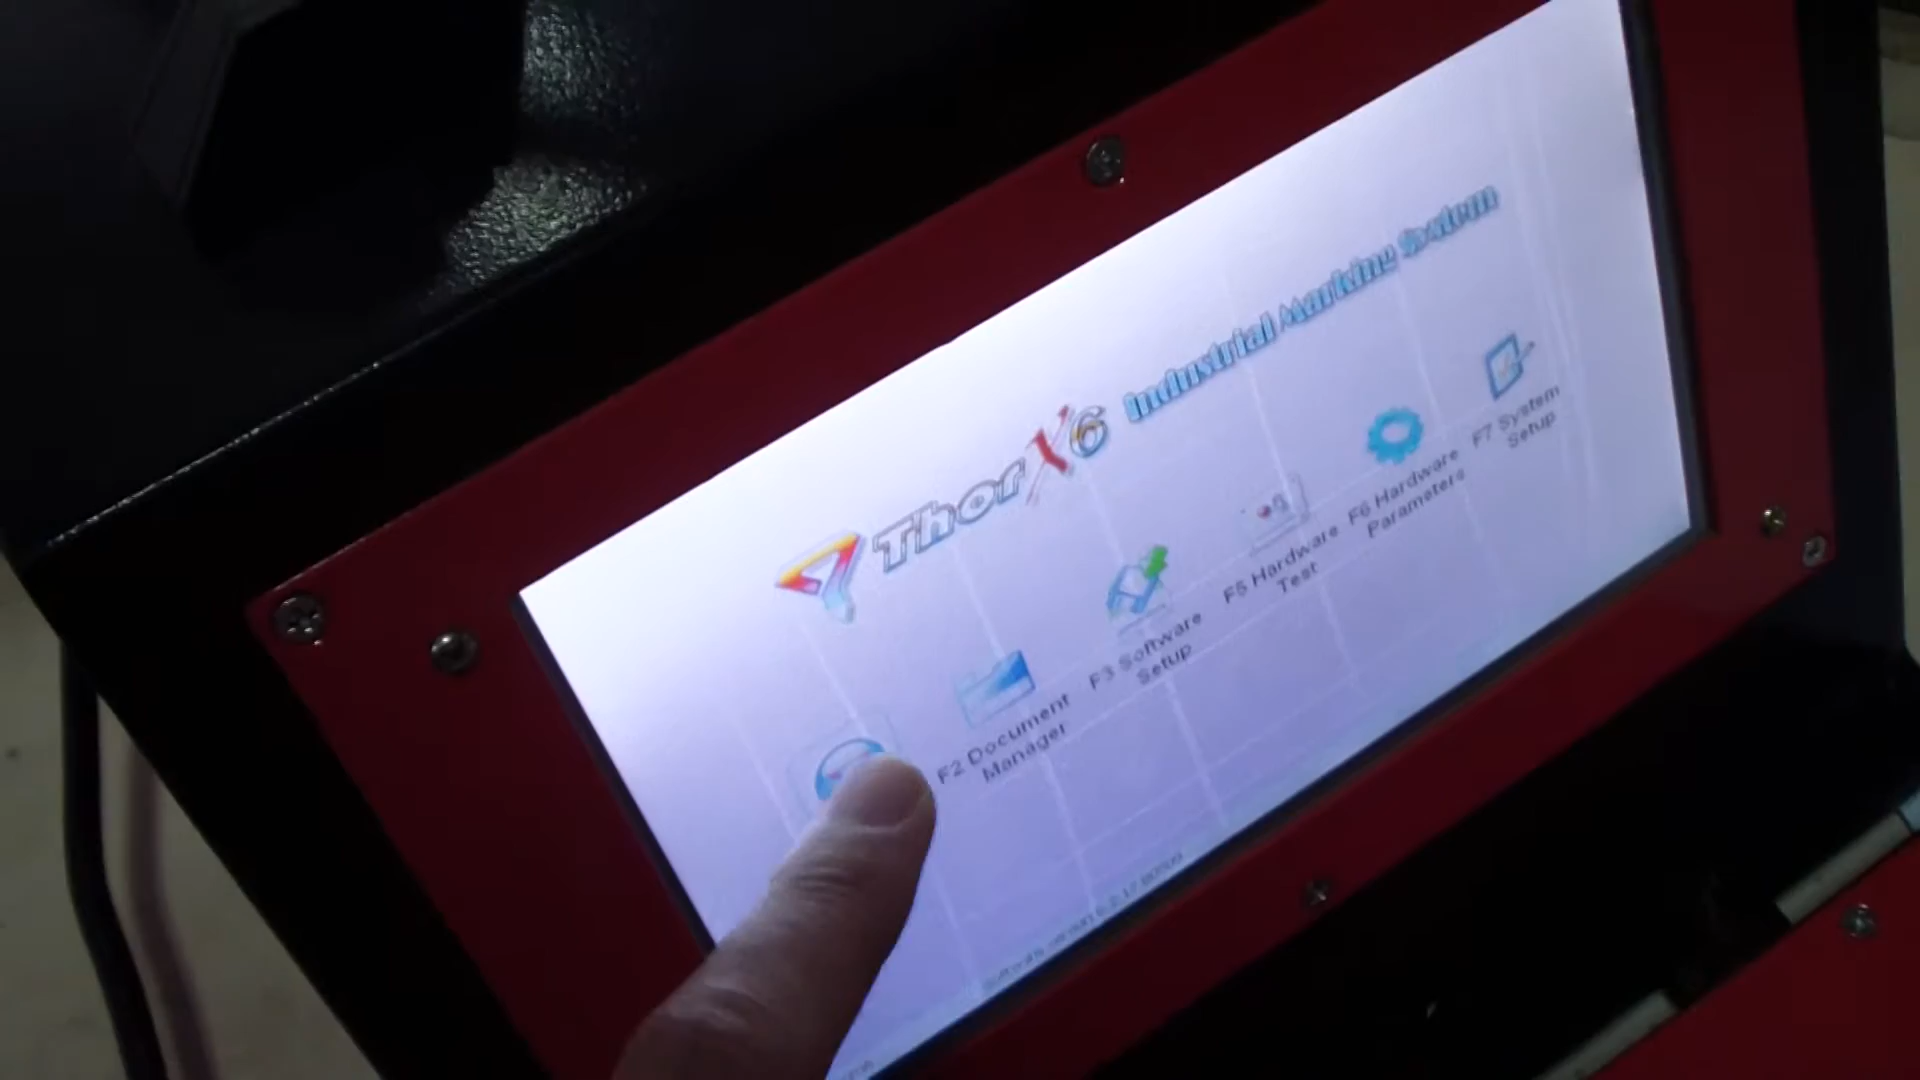 Thor X6 Industrial Marking System
F2 Document
Manager
F3 Software
Setup
F5 Hardware
Test
F6 Hardware
Parameters
F7 System
Setup